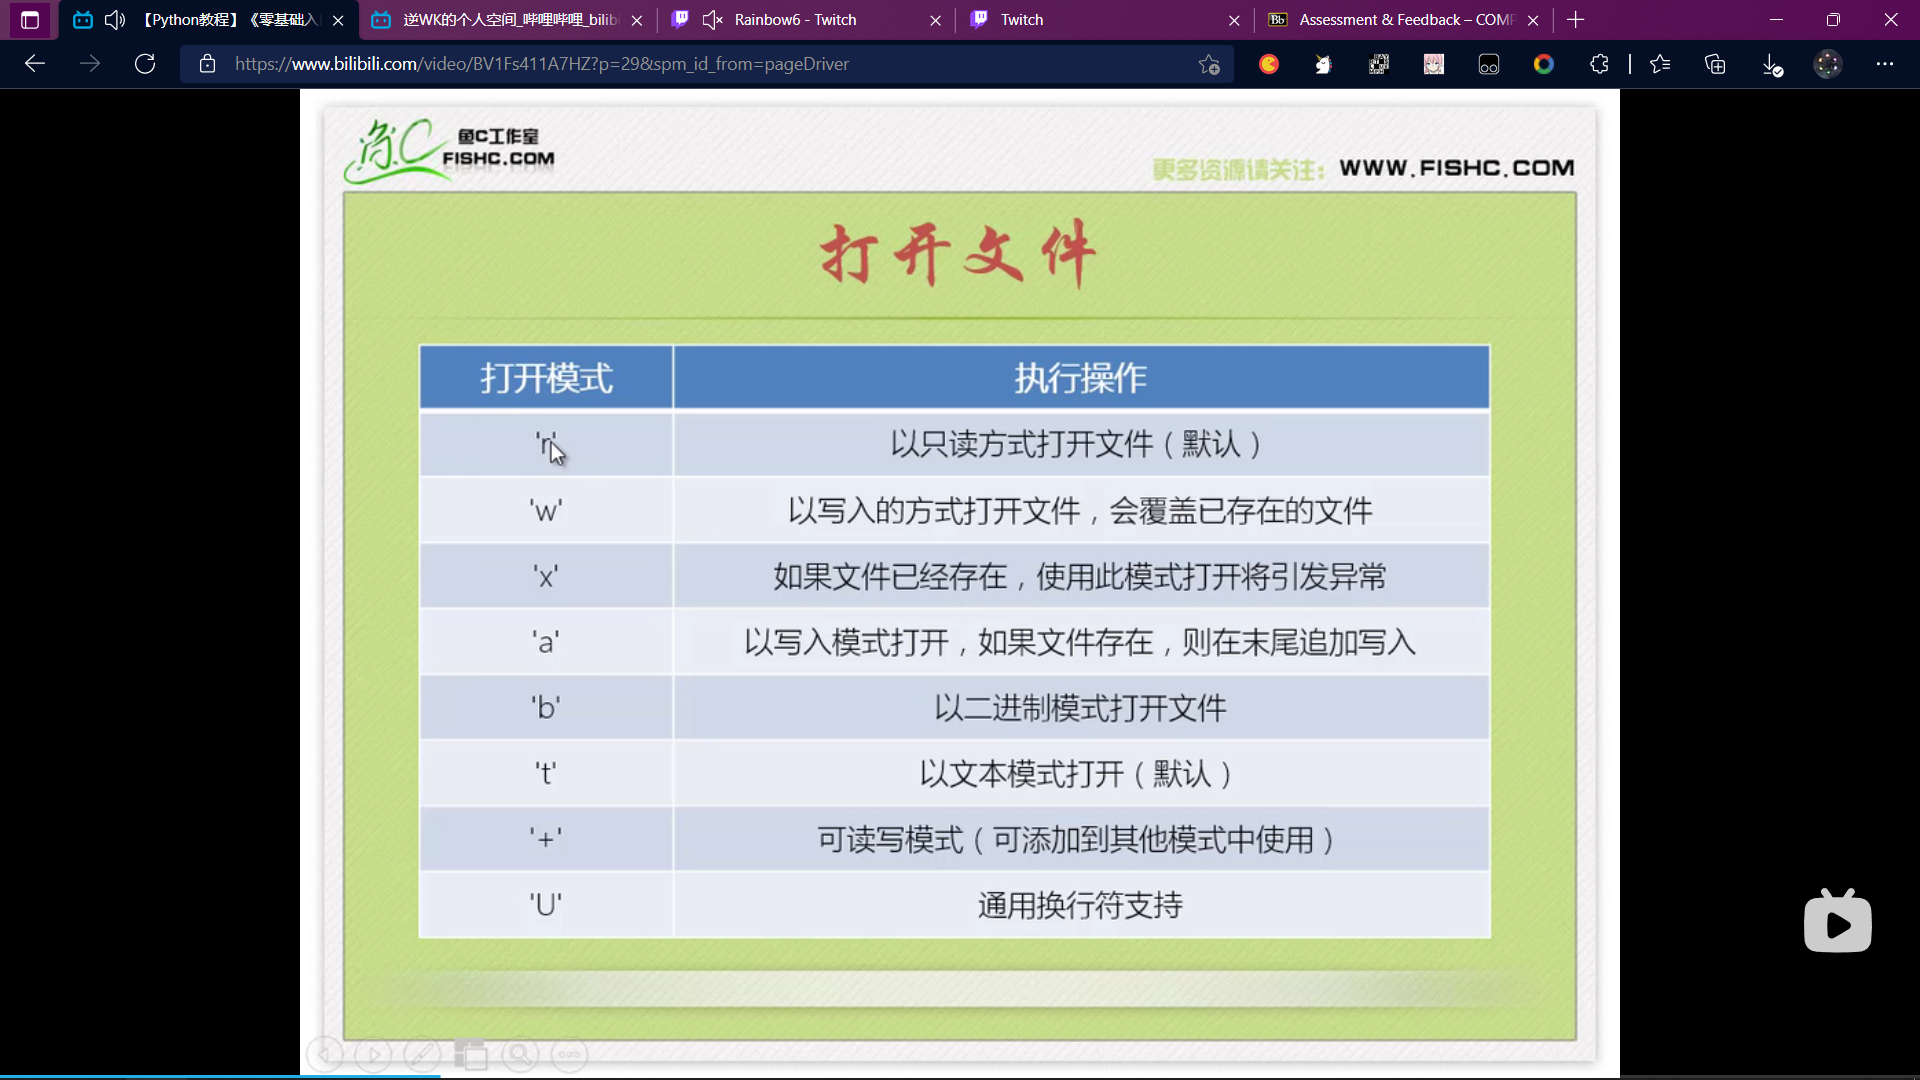 【Python教程】《零基础入
逆WK的个人空间_哔哩哔哩_bilibi
Rainbow6 - Twitch
Twitch
Bb
Assessment & Feedback – COMP
https://www.bilibili.com/video/BV1Fs411A7HZ?p=29&spm_id_from=pageDriver
鱼C
鱼C工作室
FISHC.COM
更多资源请关注：WWW.FISHC.COM
打开文件
打开模式 执行操作
'r' 以只读方式打开文件（默认）
'w' 以写入的方式打开文件，会覆盖已存在的文件
'x' 如果文件已经存在，使用此模式打开将引发异常
'a' 以写入模式打开，如果文件存在，则在末尾追加写入
'b' 以二进制模式打开文件
't' 以文本模式打开（默认）
'+' 可读写模式（可添加到其他模式中使用）
'U' 通用换行符支持